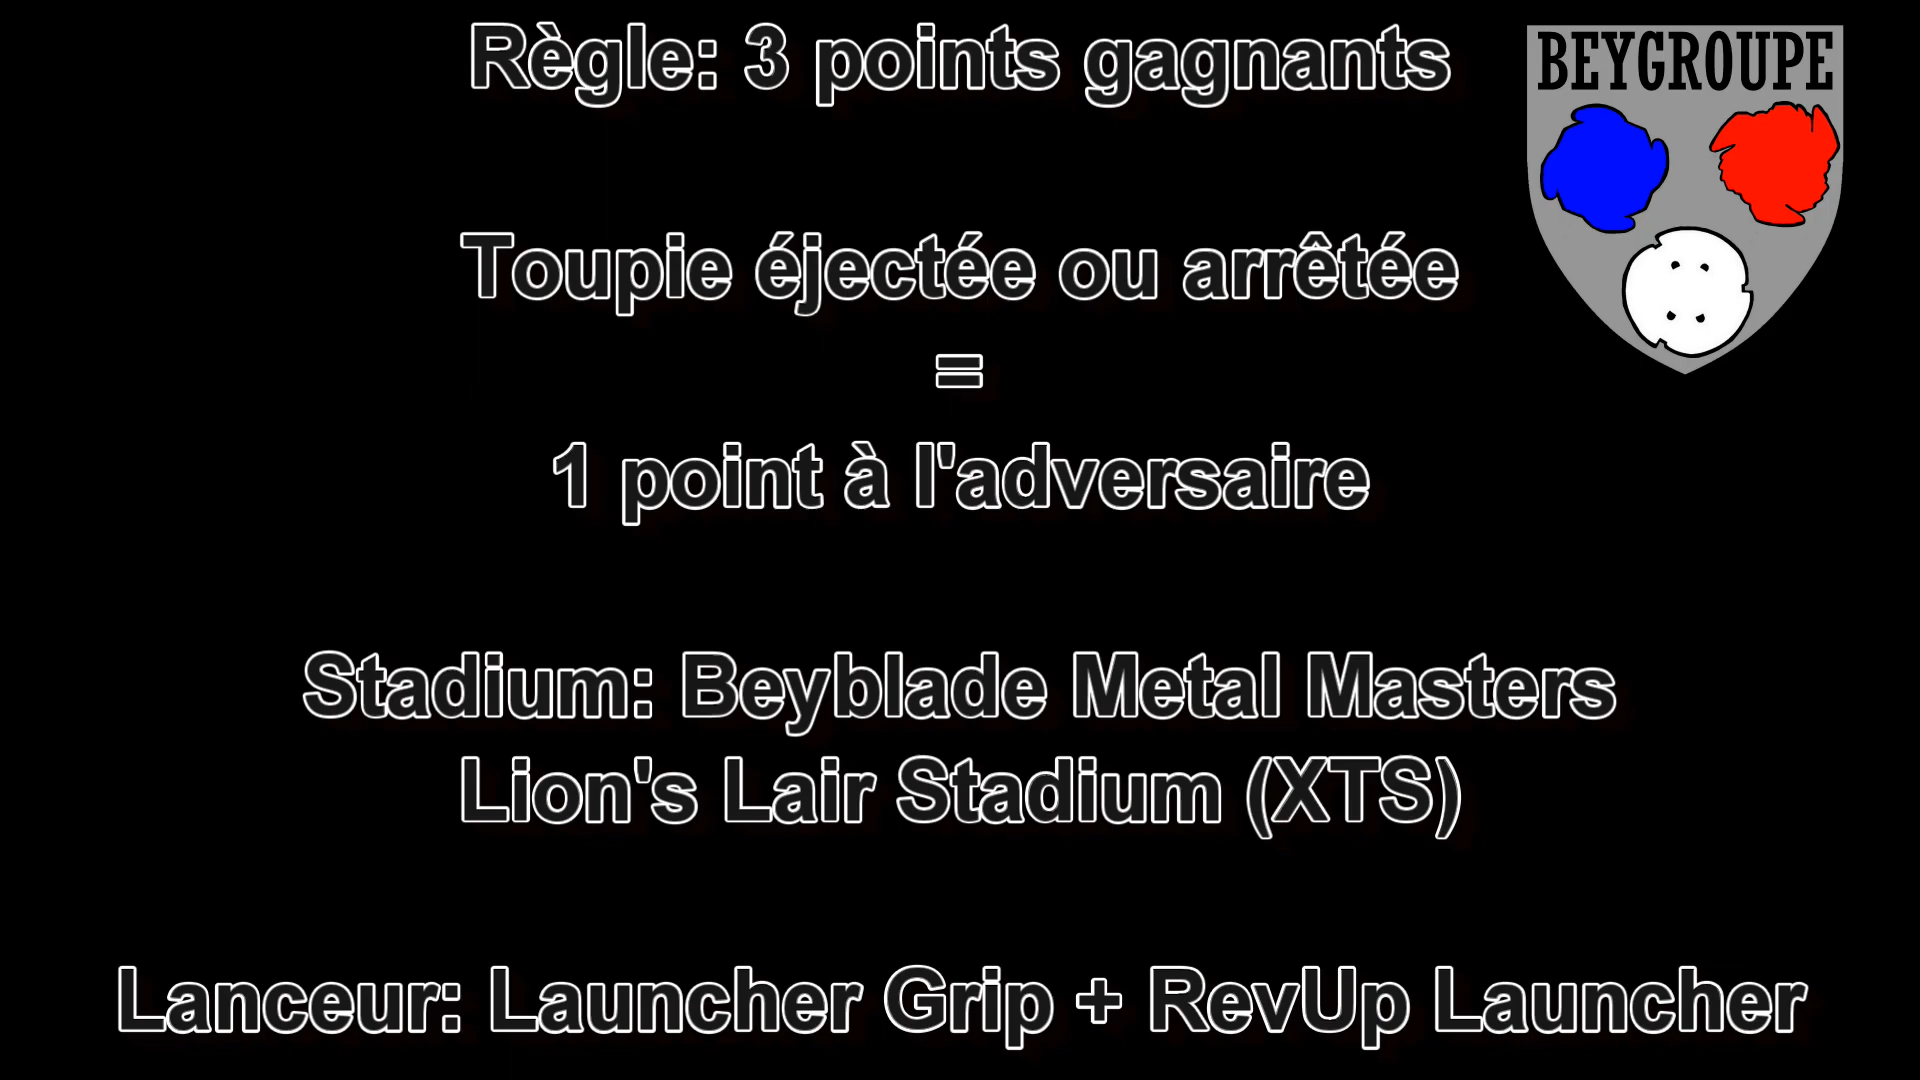 Règle: 3 points gagnants
BEYGROUPE
Toupie éjectée ou arrêtée
=
1 point à l'adversaire
Stadium: Beyblade Metal Masters
Lion's Lair Stadium (XTS)
Lanceur: Launcher Grip + RevUp Launcher